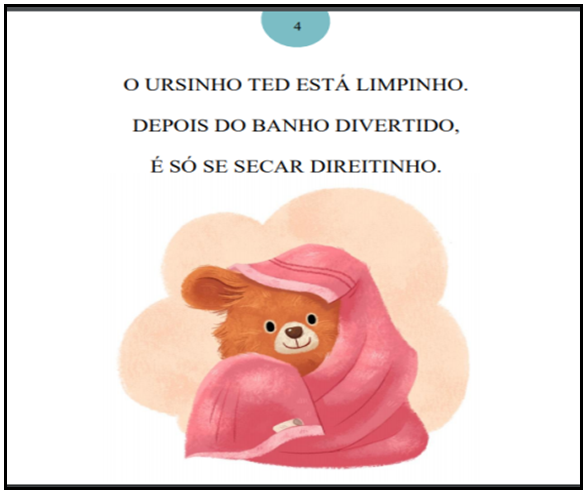 4
O URSINHO TED ESTÁ LIMPINHO.
DEPOIS DO BANHO DIVERTIDO,
É SÓ SE SECAR DIREITINHO.